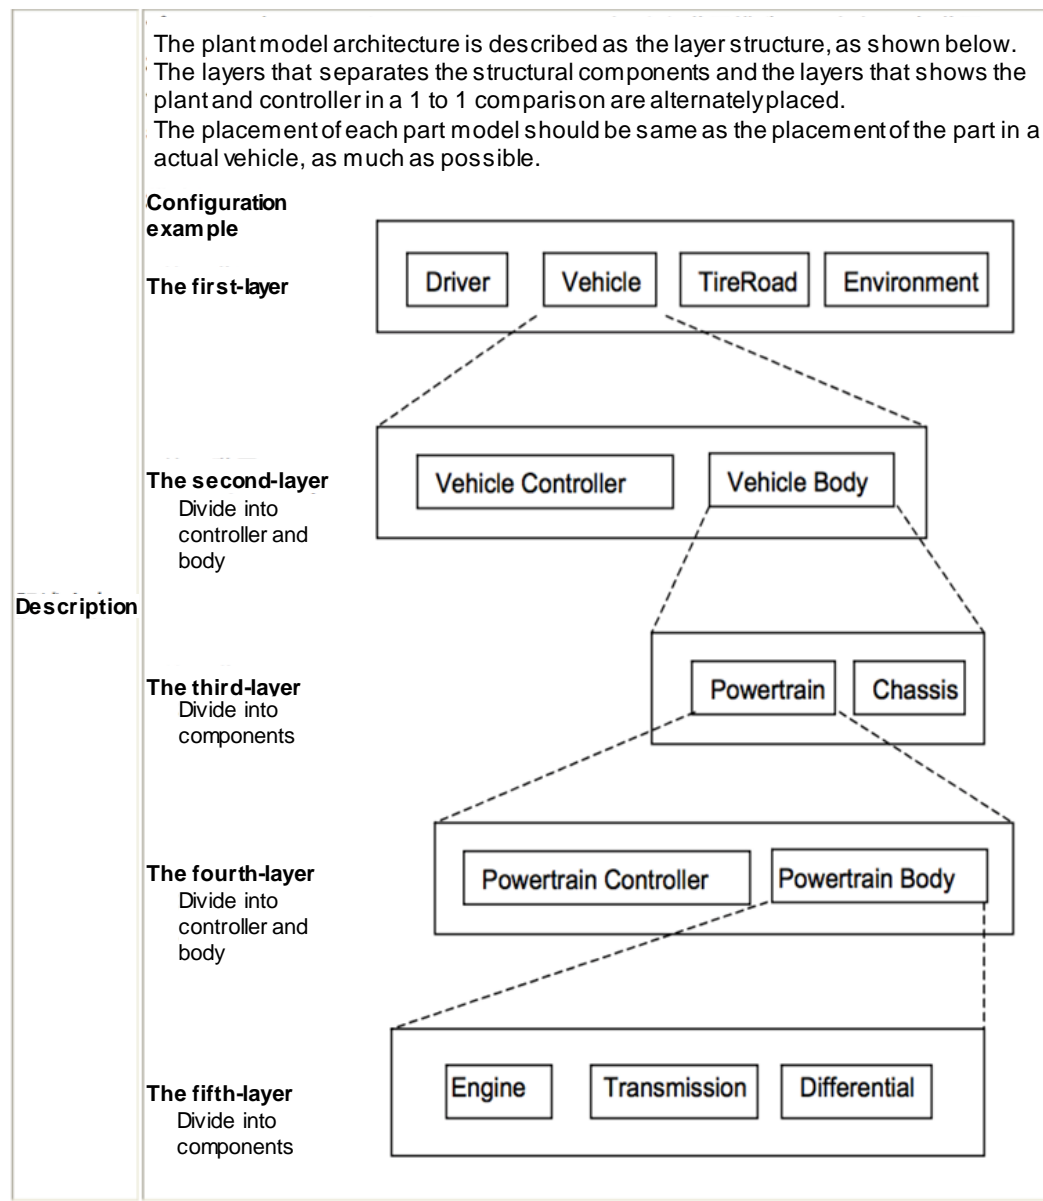 The plant model architecture is described as the layer structure, as shown below.
The layers that separates the structural components and the layers that shows the
plant and controller in a 1 to 1 comparison are alternately placed.
The placement of each part model should be same as the placement of the part in a
actual vehicle, as much as possible.
Configuration
example
The first-layer
Driver
Vehicle
TireRoad
Environment
The second-layer
Divide into
controller and
body
Vehicle Controller
Vehicle Body
Description
The third-layer
Divide into
components
Powertrain
Chassis
The fourth-layer
Divide into
controller and
body
Powertrain Controller
Powertrain Body
The fifth-layer
Divide into
components
Engine
Transmission
Differential